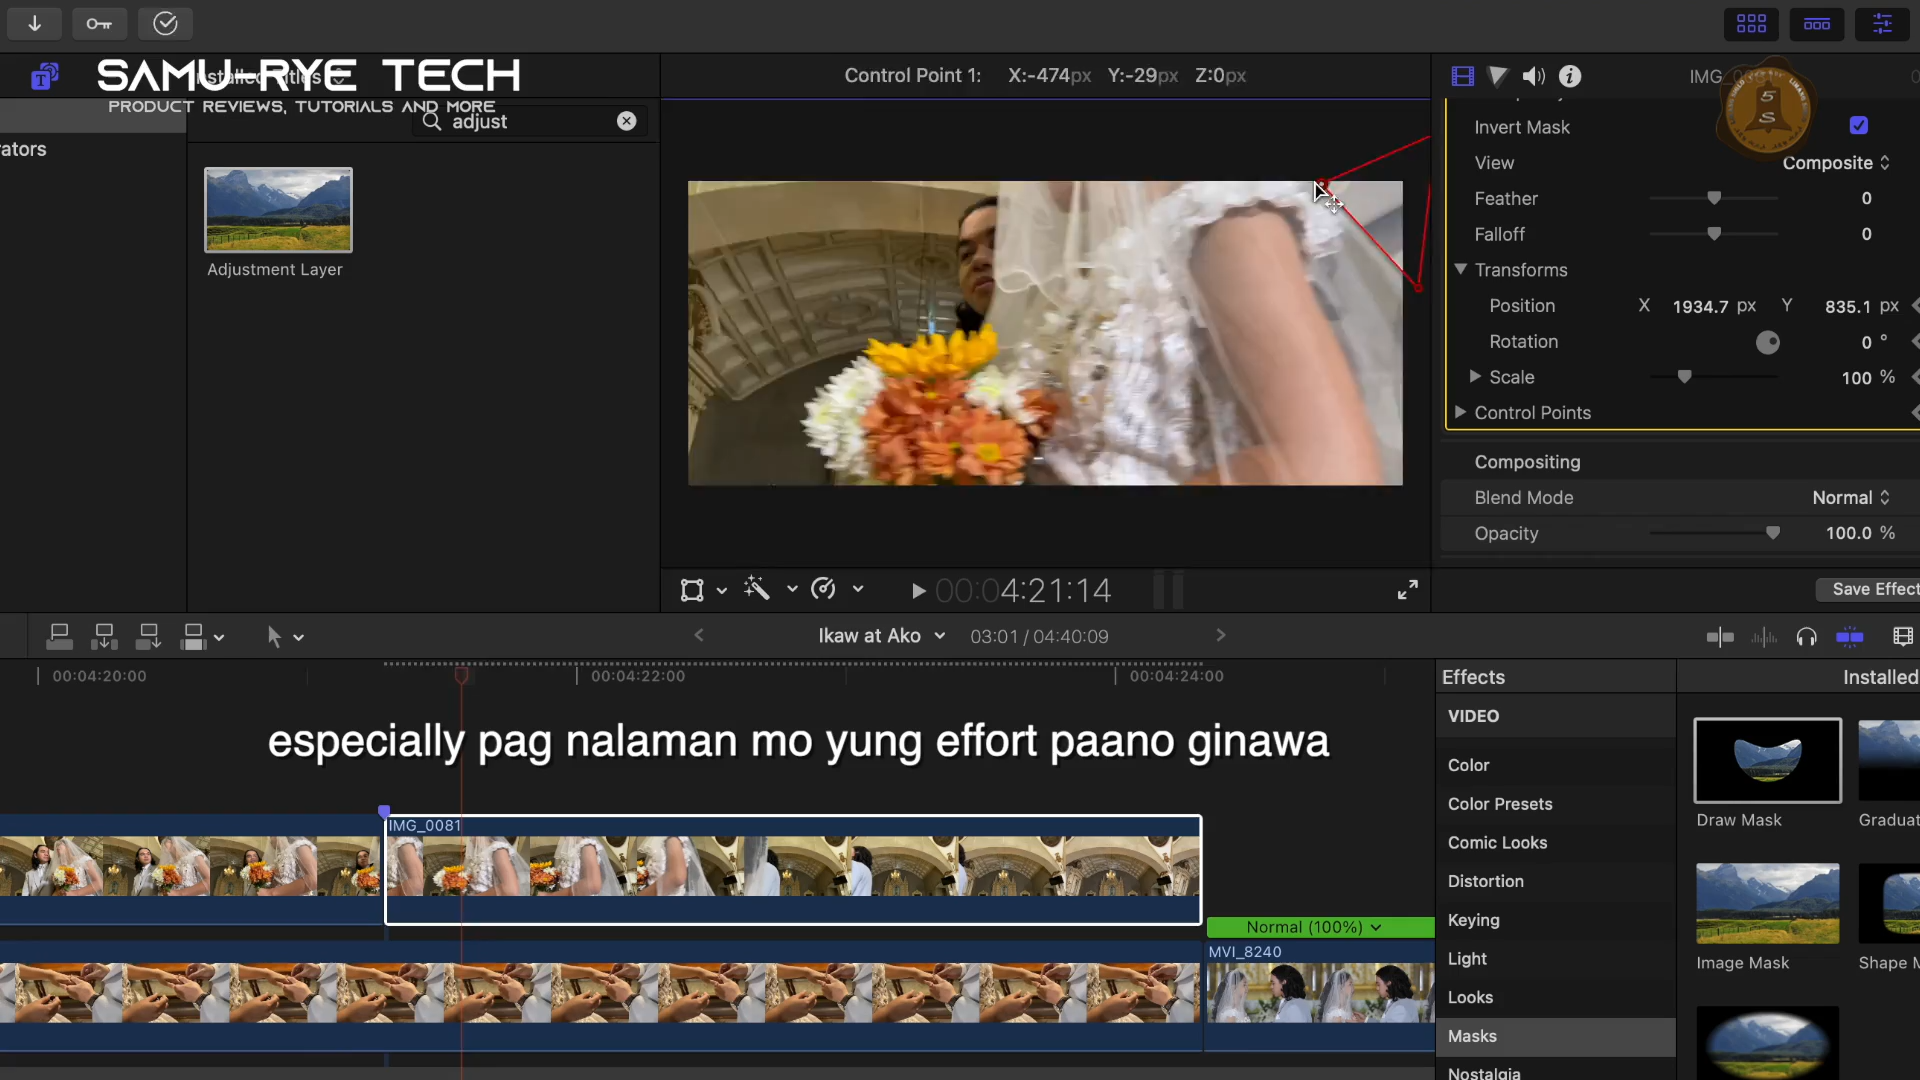 SAMU-RYE TECH
PRODUCT REVIEWS, TUTORIALS AND MORE
adjust
ators
Adjustment Layer
Control Point 1: X:-474px Y:-29px Z:0px
Invert Mask
View Composite
Feather 0
Falloff 0
Transforms
Position X 1934.7 px Y 835.1 px
Rotation 0 °
Scale 100 %
Control Points
Compositing
Blend Mode Normal
Opacity 100.0 %
Save Effect
00:04:21:14
Ikaw at Ako 03:01 / 04:40:09
00:04:20:00 00:04:22:00 00:04:24:00
especially pag nalaman mo yung effort paano ginawa
IMG_0081
Normal (100%)
MVI_8240
Effects
Installed
VIDEO
Color
Color Presets
Comic Looks
Distortion
Keying
Light
Looks
Masks
Nostalgia
Draw Mask
Graduat
Image Mask
Shape M